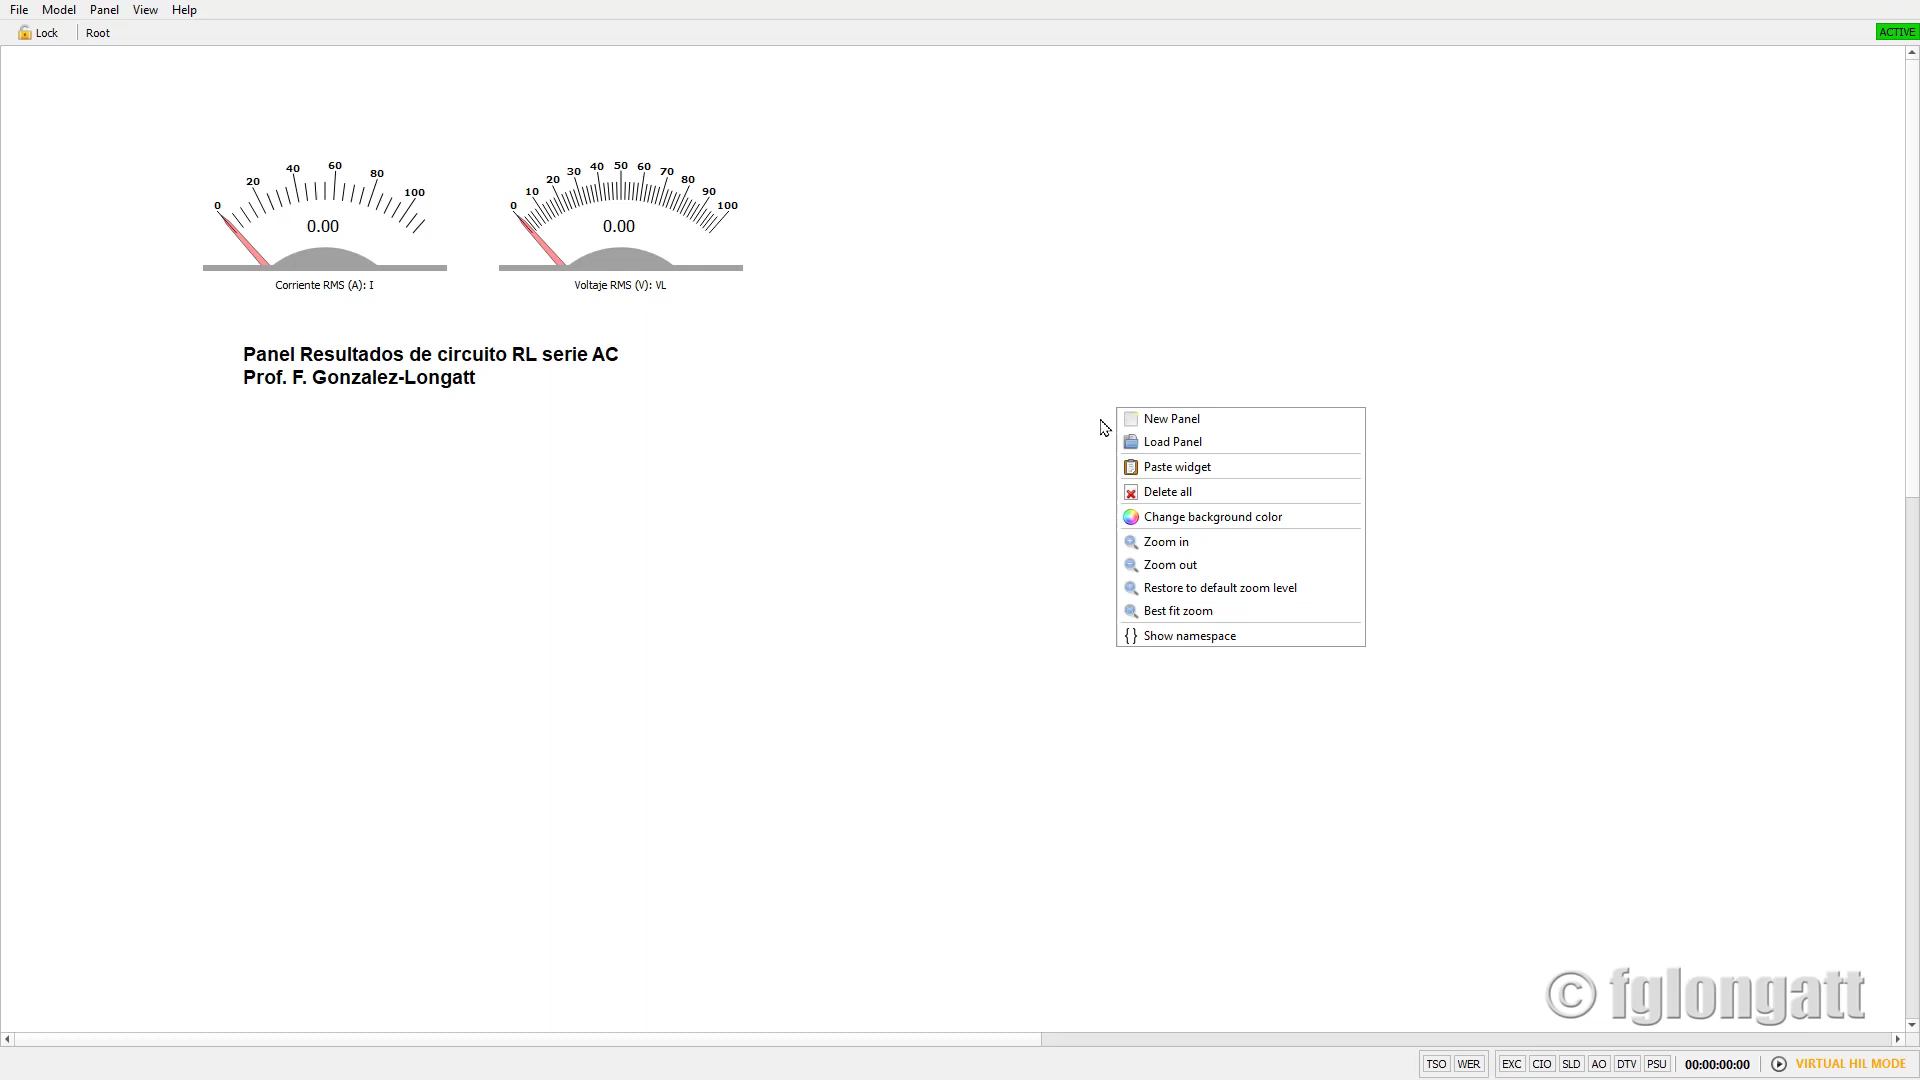 File Model Panel View Help
Lock Root ACTIVE
0 20 40 60 80 100
0.00
Corriente RMS (A): I
0 10 20 30 40 50 60 70 80 90 100
0.00
Voltaje RMS (V): VL
Panel Resultados de circuito RL serie AC
Prof. F. Gonzalez-Longatt
New Panel
Load Panel
Paste widget
Delete all
Change background color
Zoom in
Zoom out
Restore to default zoom level
Best fit zoom
{} Show namespace
© fglongatt
TSO WER EXC CIO SLD AO DTV PSU 00:00:00:00 VIRTUAL HIL MODE